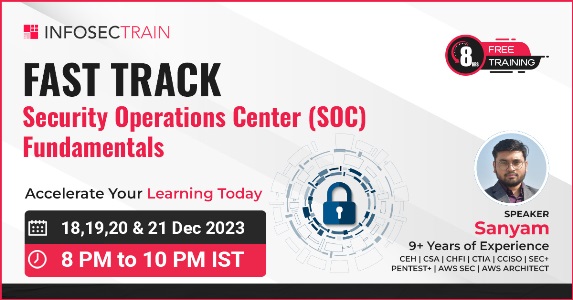 INFOSECTRAIN
8 HRS
FREE
TRAINING
FAST TRACK
Security Operations Center (SOC)
Fundamentals
Accelerate Your Learning Today
18,19,20 & 21 Dec 2023
8 PM to 10 PM IST
SPEAKER
Sanyam
9+ Years of Experience
CEH | CSA | CHFI | CTIA | CCISO | SEC+
PENTEST+ | AWS SEC | AWS ARCHITECT